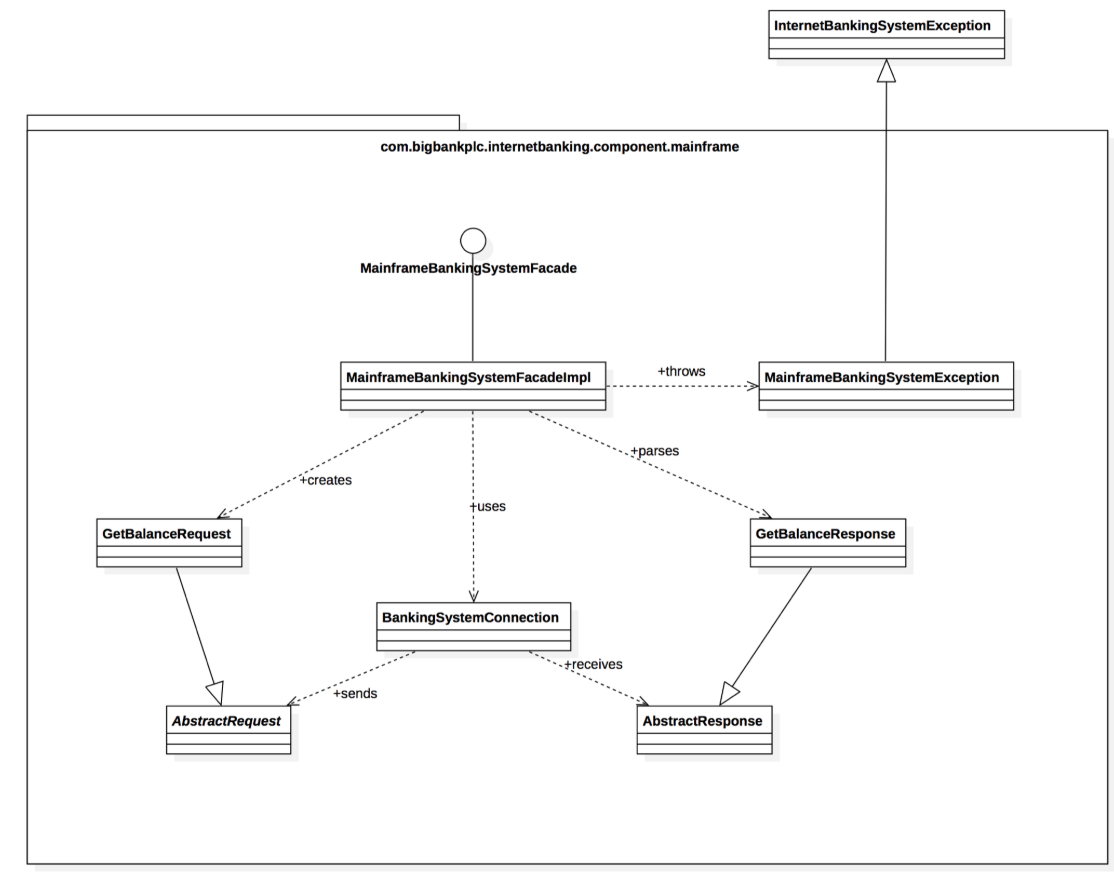 InternetBankingSystemException
com.bigbankplc.internetbanking.component.mainframe
MainframeBankingSystemFacade
MainframeBankingSystemFacadeImpl
+throws
MainframeBankingSystemException
+creates
+uses
+parses
GetBalanceRequest
GetBalanceResponse
BankingSystemConnection
+sends
+receives
AbstractRequest
AbstractResponse